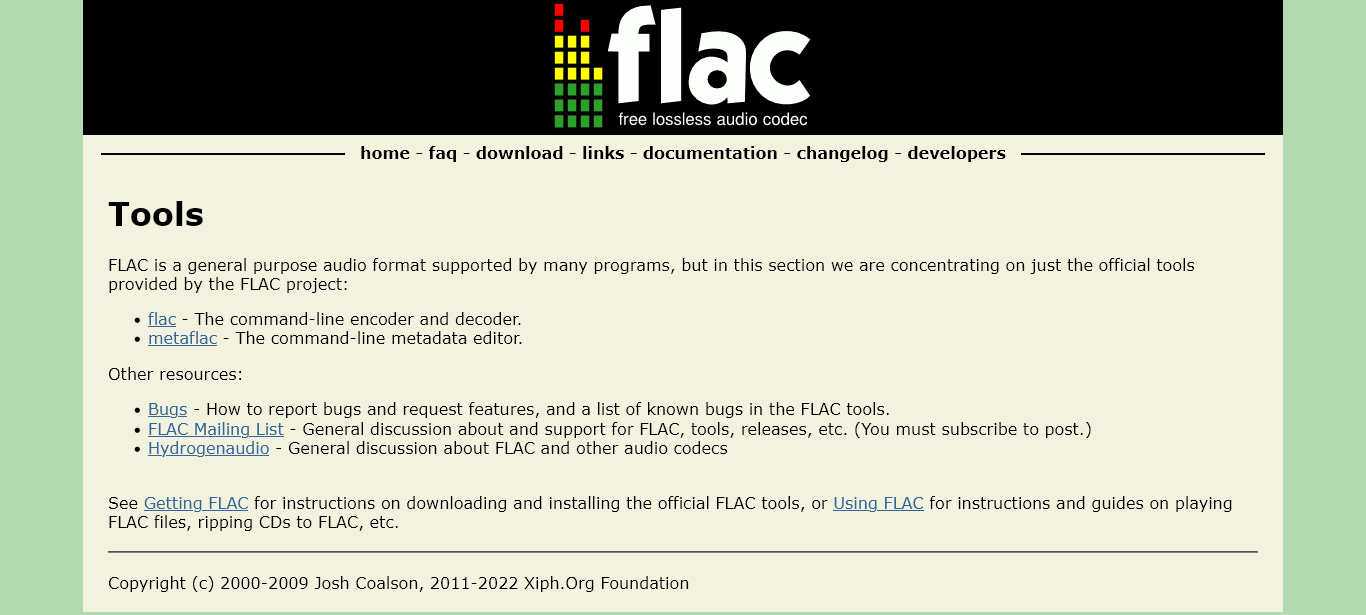 flac
free lossless audio codec
home - faq - download - links - documentation - changelog - developers
Tools
FLAC is a general purpose audio format supported by many programs, but in this section we are concentrating on just the official tools
provided by the FLAC project:
• flac - The command-line encoder and decoder.
• metaflac - The command-line metadata editor.
Other resources:
• Bugs - How to report bugs and request features, and a list of known bugs in the FLAC tools.
• FLAC Mailing List - General discussion about and support for FLAC, tools, releases, etc. (You must subscribe to post.)
• Hydrogenaudio - General discussion about FLAC and other audio codecs
See Getting FLAC for instructions on downloading and installing the official FLAC tools, or Using FLAC for instructions and guides on playing
FLAC files, ripping CDs to FLAC, etc.
Copyright (c) 2000-2009 Josh Coalson, 2011-2022 Xiph.Org Foundation